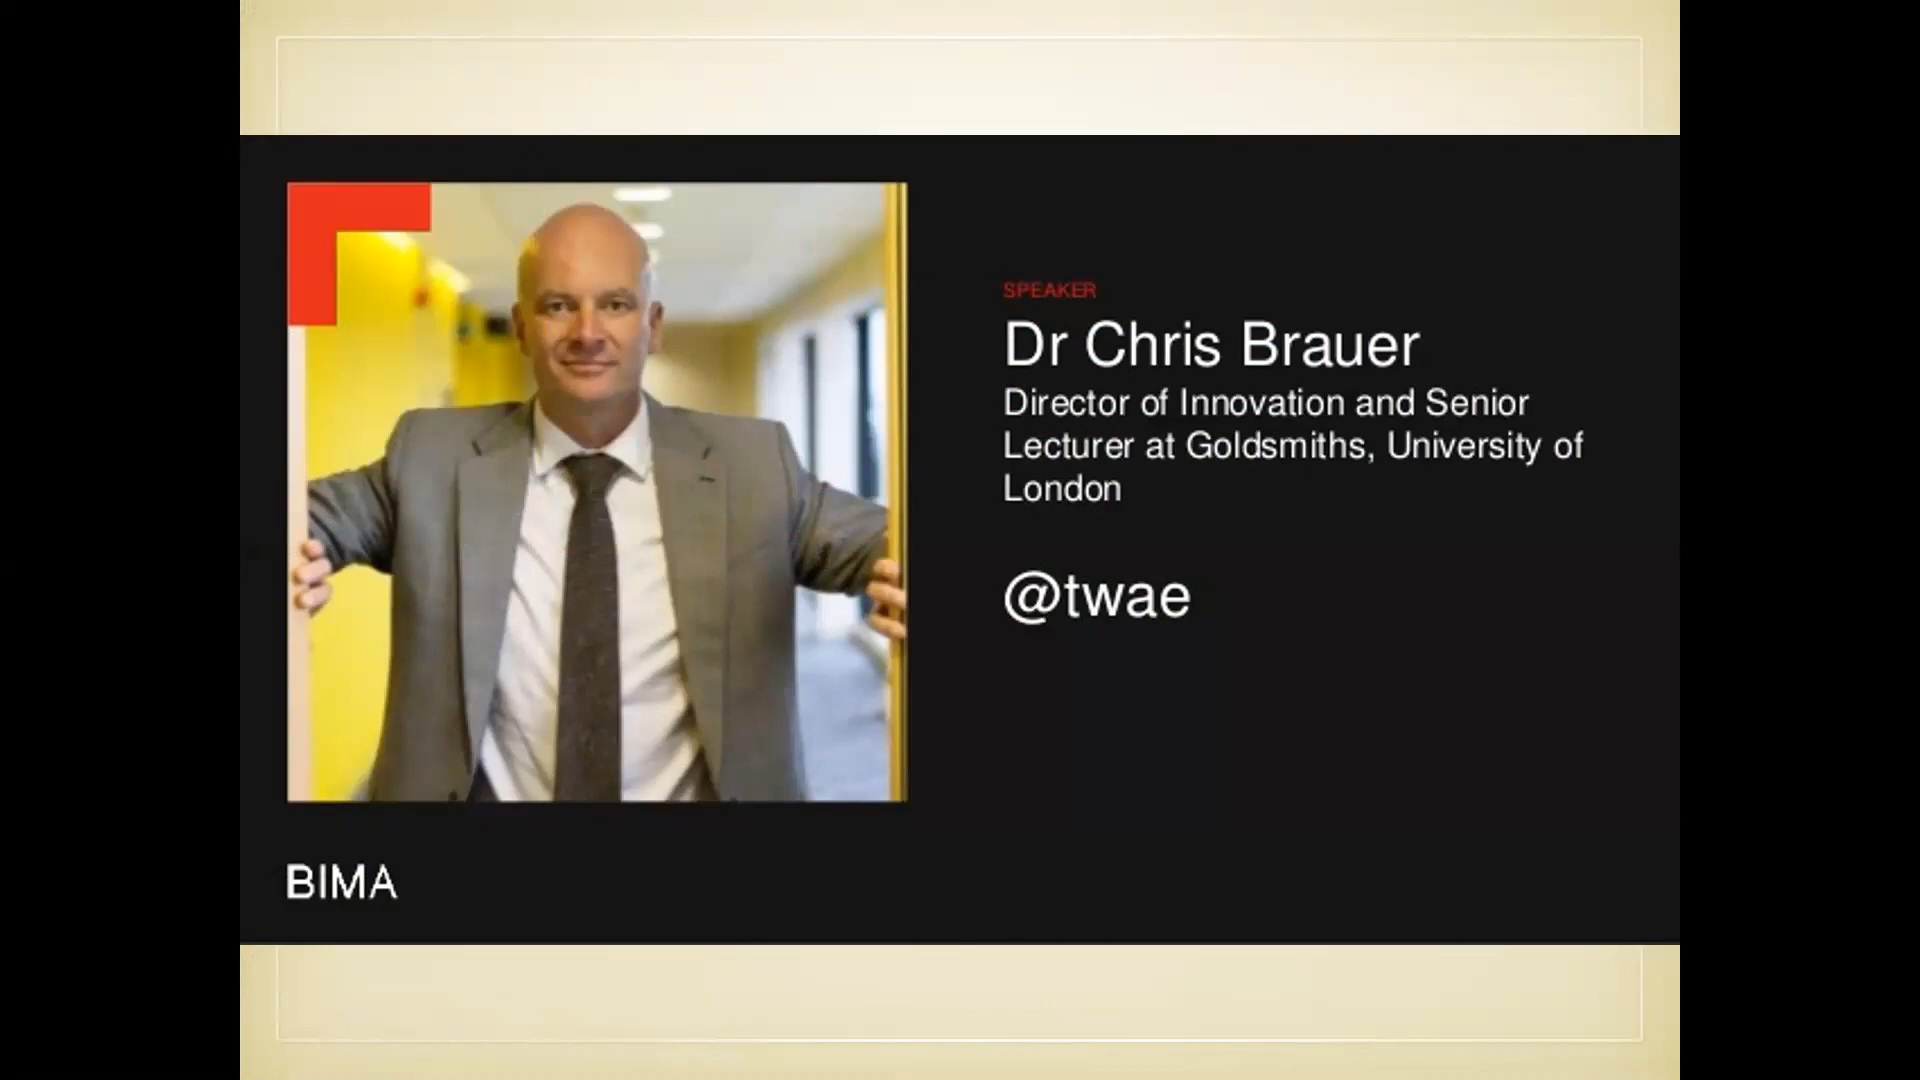 SPEAKER
Dr Chris Brauer
Director of Innovation and Senior
Lecturer at Goldsmiths, University of
London
@twae
BIMA